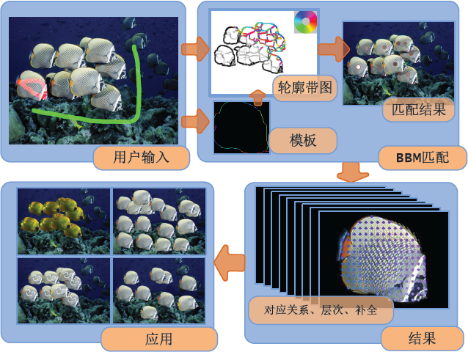 轮廓带图
模板
匹配结果
用户输入
BBM匹配
对应关系、层次、补全
应用
结果